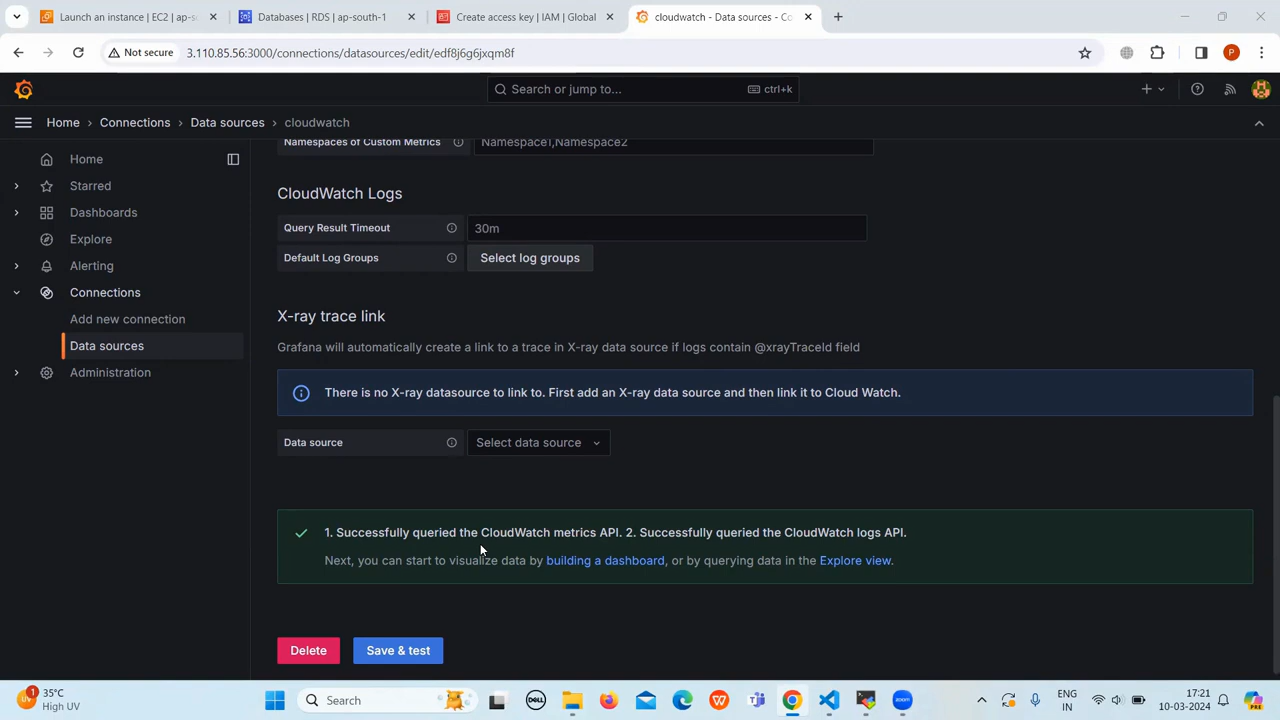 Launch an instance | EC2 | ap-s
Databases | RDS | ap-south-1
Create access key | IAM | Global
cloudwatch - Data sources - Co
Not secure
3.110.85.56:3000/connections/datasources/edit/edf8j6g6jxqm8f
P
Search or jump to...
ctrl+k
Home
Connections
Data sources
cloudwatch
Home
Starred
Dashboards
Explore
Alerting
Connections
Add new connection
Data sources
Administration
Namespaces of Custom Metrics
Namespace1,Namespace2
CloudWatch Logs
Query Result Timeout
30m
Default Log Groups
Select log groups
X-ray trace link
Grafana will automatically create a link to a trace in X-ray data source if logs contain @xrayTraceId field
There is no X-ray datasource to link to. First add an X-ray data source and then link it to Cloud Watch.
Data source
Select data source
1. Successfully queried the CloudWatch metrics API. 2. Successfully queried the CloudWatch logs API.
Next, you can start to visualize data by building a dashboard, or by querying data in the Explore view.
Delete
Save & test
1
UV
35°C
High UV
Search
DELL
W
ENG
IN
17:21
10-03-2024
PRE